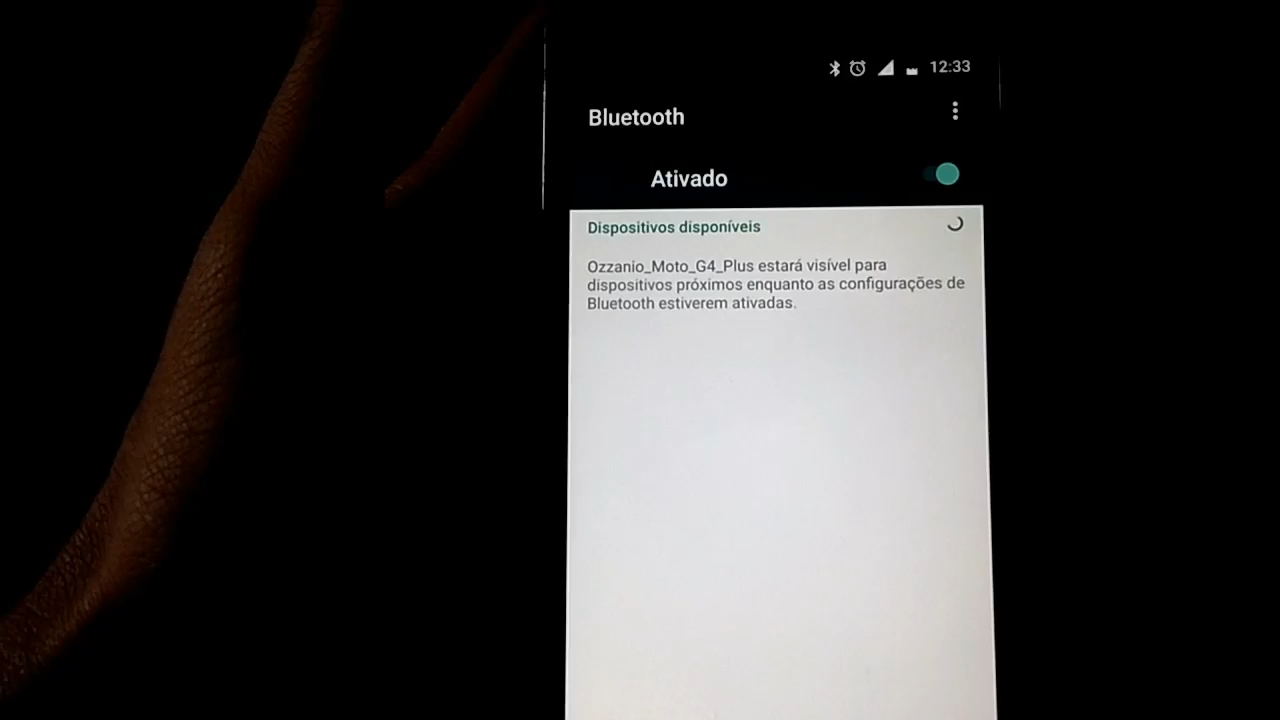 12:33
Bluetooth
Ativado
Dispositivos disponíveis
Ozzanio_Moto_G4_Plus estará visível para
dispositivos próximos enquanto as configurações de
Bluetooth estiverem ativadas.